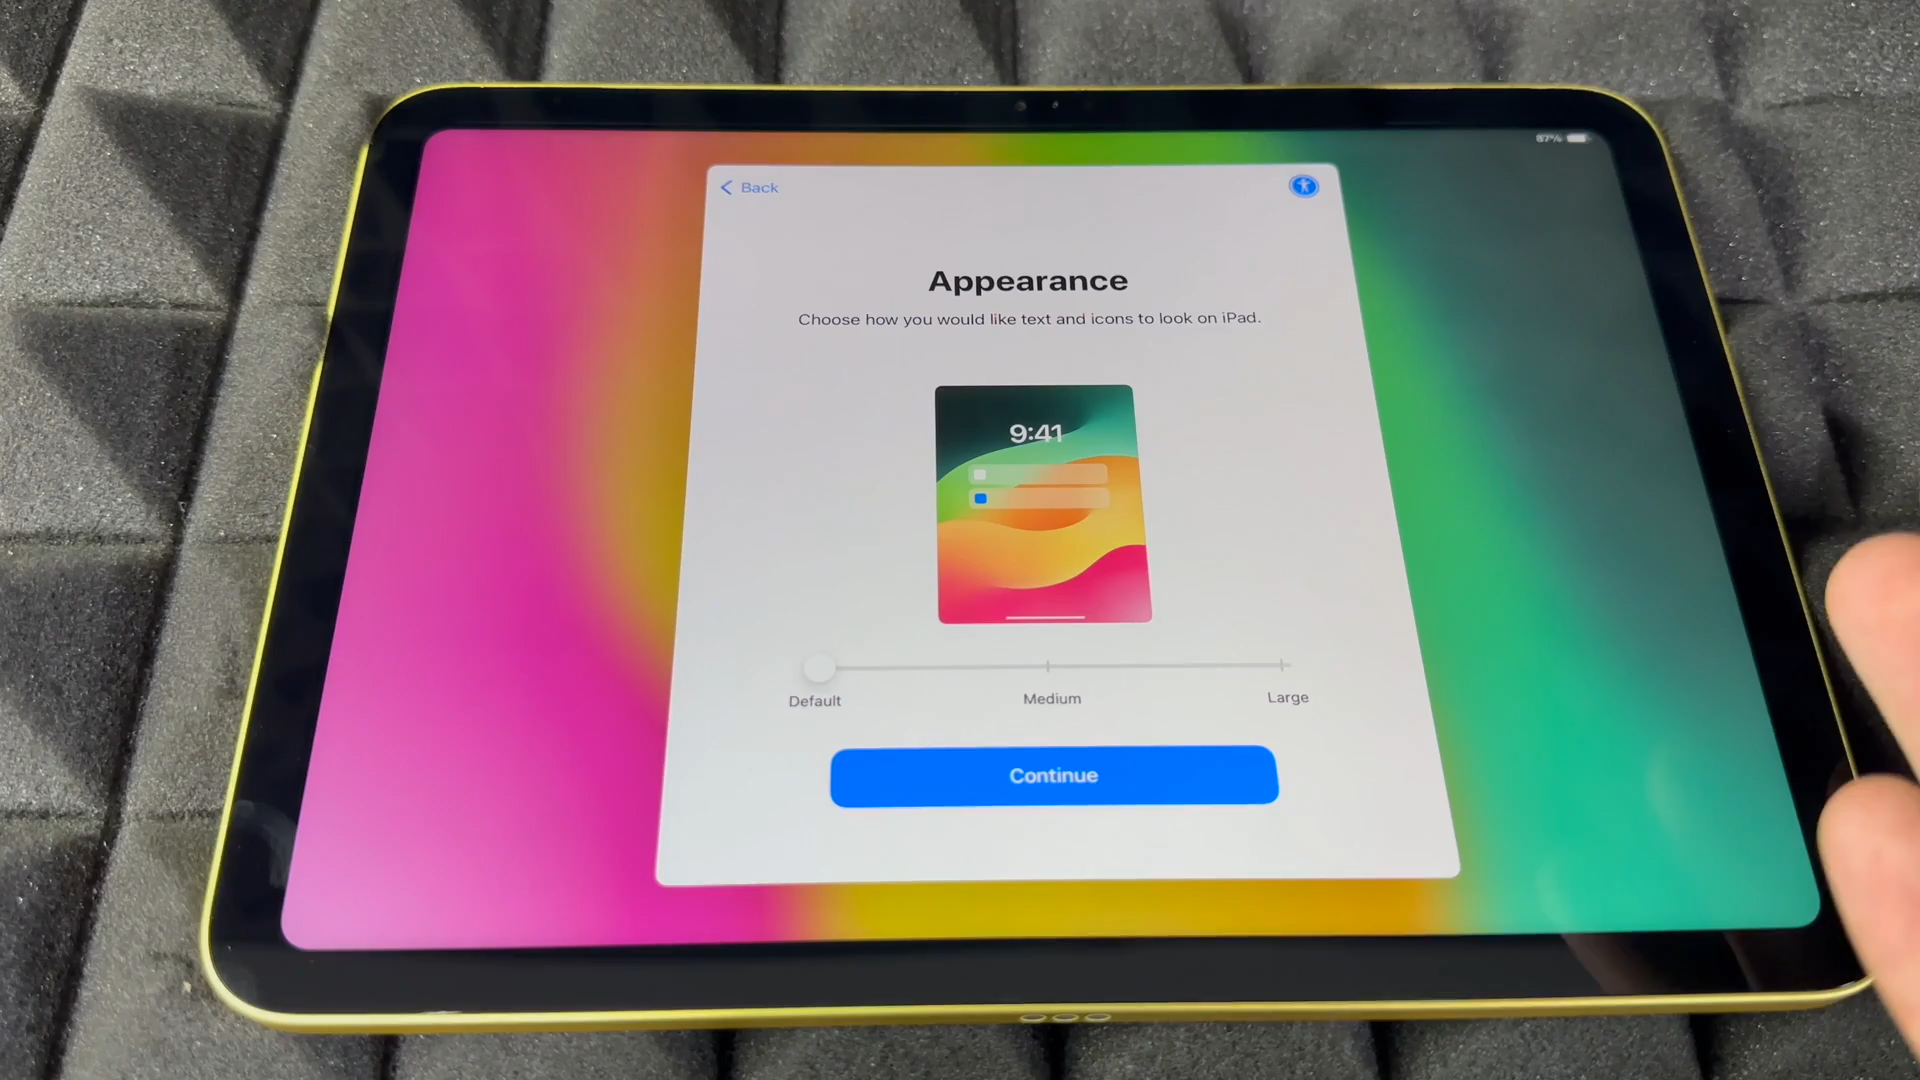 87%
Back
Appearance
Choose how you would like text and icons to look on iPad.
9:41
Default Medium Large
Continue